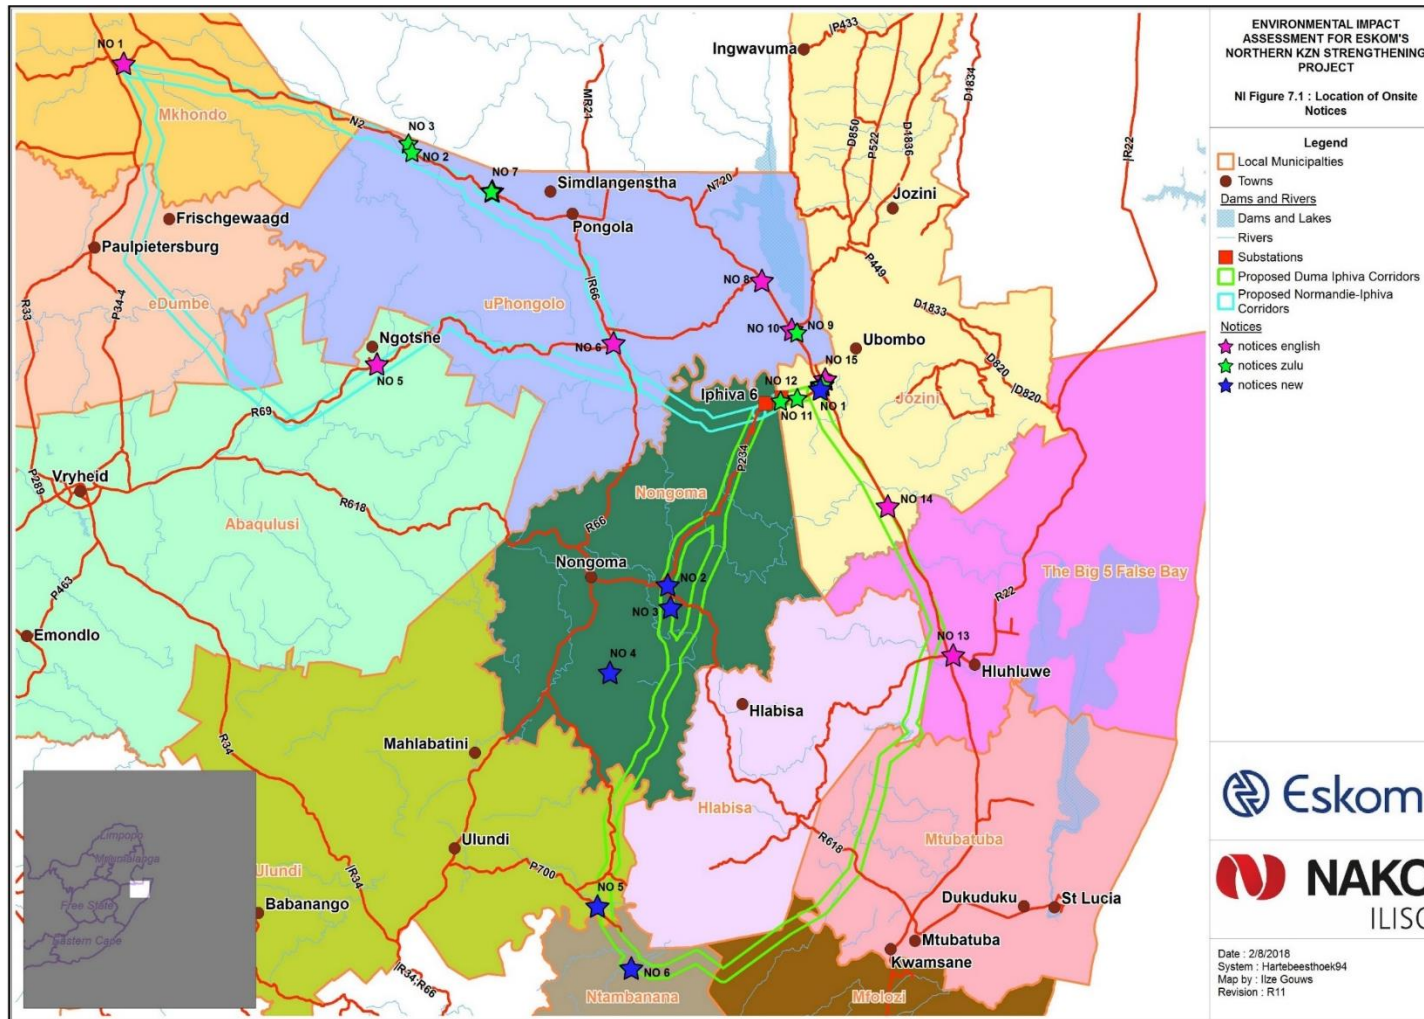 ENVIRONMENTAL IMPACT
ASSESSMENT FOR ESKOM'S
NORTHERN KZN STRENGTHENING
PROJECT
NI Figure 7.1 : Location of Onsite
Notices
Legend
Local Municipalties
Towns
Dams and Rivers
Dams and Lakes
Rivers
Substations
Proposed Duma Iphiva Corridors
Proposed Normandie-Iphiva
Corridors
Notices
notices english
notices zulu
notices new
Eskom
NAKO
ILISO
Date : 2/8/2018
System : Hartebeesthoek94
Map by : Ilze Gouws
Revision : R11
NO 1
Mkhondo
N2
NO 3
NO 2
NO 7
Simdlangenstha
Pongola
MR21
N720
Ingwavuma
P433
D850
P522
D1836
D1834
IR22
Jozini
P449
D1833
D820
ID820
Frischgewaagd
Paulpietersburg
eDumbe
R333
P34-4
uPhongolo
IR66
NO 8
NO 10
NO 9
Ubombo
Ngotshe
NO 5
NO 6
NO 15
NO 12
Iphiva 6
NO 11
NO 1
Jozini
R69
P234
Vryheid
P289
R618
Abaqulusi
Nongoma
R66
NO 14
Nongoma
NO 2
NO 3
NO 4
The Big 5 False Bay
R22
P463
Emondlo
NO 13
Hluhluwe
Hlabisa
R34
Mahlabatini
Hlabisa
Mtubatuba
R618
Ulundi
P700
Ulundi
IR34
NO 5
Babanango
Dukuduku
St Lucia
Mtubatuba
Kwamsane
IR34;R66
NO 6
Ntambanana
Mfolozi
Limpopo
Mpumalanga
Free State
Eastern Cape